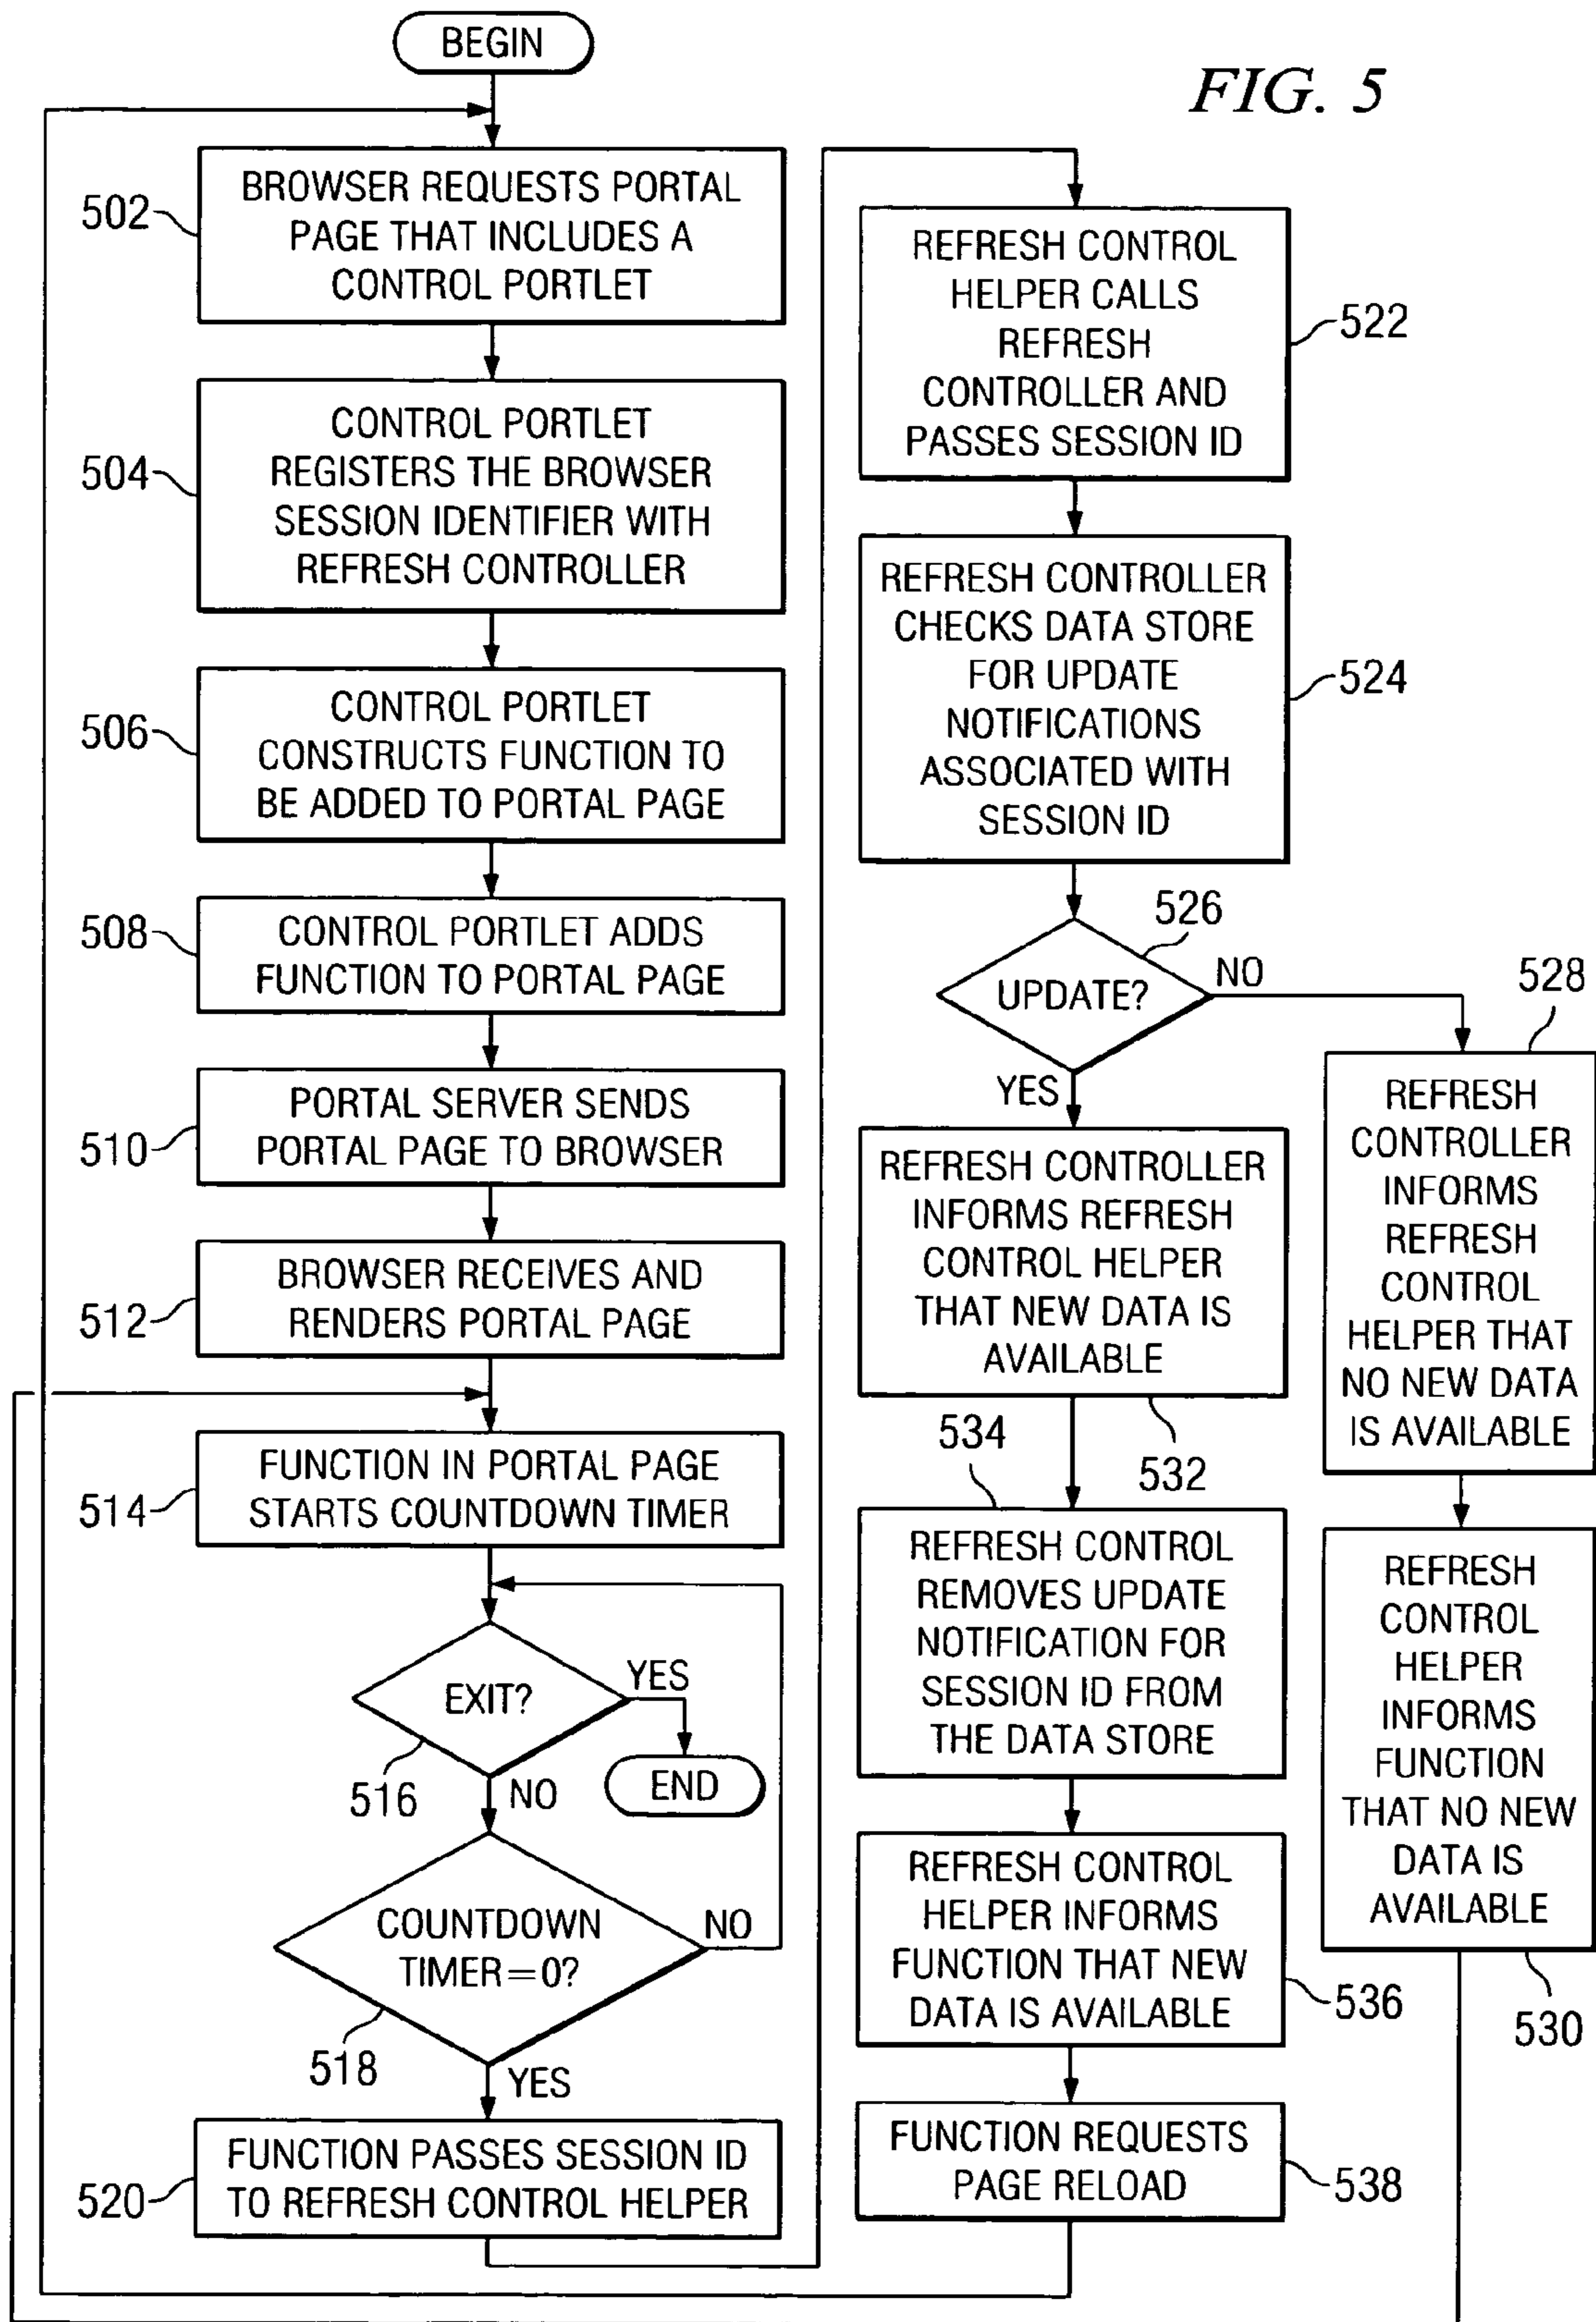 BEGIN
FIG. 5
502
BROWSER REQUESTS PORTAL
PAGE THAT INCLUDES A
CONTROL PORTLET
504
CONTROL PORTLET
REGISTERS THE BROWSER
SESSION IDENTIFIER WITH
REFRESH CONTROLLER
506
CONTROL PORTLET
CONSTRUCTS FUNCTION TO
BE ADDED TO PORTAL PAGE
508
CONTROL PORTLET ADDS
FUNCTION TO PORTAL PAGE
510
PORTAL SERVER SENDS
PORTAL PAGE TO BROWSER
512
BROWSER RECEIVES AND
RENDERS PORTAL PAGE
514
FUNCTION IN PORTAL PAGE
STARTS COUNTDOWN TIMER
EXIT?
YES
516
NO
END
COUNTDOWN
TIMER=0?
NO
518
YES
520
FUNCTION PASSES SESSION ID
TO REFRESH CONTROL HELPER
REFRESH CONTROL
HELPER CALLS
REFRESH
CONTROLLER AND
PASSES SESSION ID
522
REFRESH CONTROLLER
CHECKS DATA STORE
FOR UPDATE
NOTIFICATIONS
ASSOCIATED WITH
SESSION ID
524
526
UPDATE?
NO
YES
528
REFRESH
CONTROLLER
INFORMS
REFRESH
CONTROL
HELPER THAT
NO NEW DATA
IS AVAILABLE
REFRESH
CONTROL
HELPER
INFORMS
FUNCTION
THAT NO NEW
DATA IS
AVAILABLE
530
REFRESH CONTROLLER
INFORMS REFRESH
CONTROL HELPER
THAT NEW DATA IS
AVAILABLE
532
534
REFRESH CONTROL
REMOVES UPDATE
NOTIFICATION FOR
SESSION ID FROM
THE DATA STORE
REFRESH CONTROL
HELPER INFORMS
FUNCTION THAT NEW
DATA IS AVAILABLE
536
FUNCTION REQUESTS
PAGE RELOAD
538